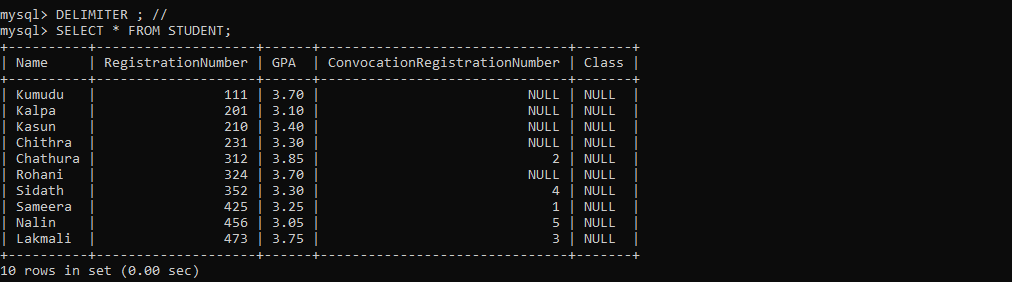 mysql> DELIMITER ; //
mysql> SELECT * FROM STUDENT;
+----------+--------------------+------+-------------------------------+-------+
| Name     | RegistrationNumber | GPA  | ConvocationRegistrationNumber | Class |
+----------+--------------------+------+-------------------------------+-------+
| Kumudu   |                111 | 3.70 |                          NULL | NULL  |
| Kalpa    |                201 | 3.10 |                          NULL | NULL  |
| Kasun    |                210 | 3.40 |                          NULL | NULL  |
| Chithra  |                231 | 3.30 |                          NULL | NULL  |
| Chathura |                312 | 3.85 |                             2 | NULL  |
| Rohani   |                324 | 3.70 |                          NULL | NULL  |
| Sidath   |                352 | 3.30 |                             4 | NULL  |
| Sameera  |                425 | 3.25 |                             1 | NULL  |
| Nalin    |                456 | 3.05 |                             5 | NULL  |
| Lakmali  |                473 | 3.75 |                             3 | NULL  |
+----------+--------------------+------+-------------------------------+-------+
10 rows in set (0.00 sec)